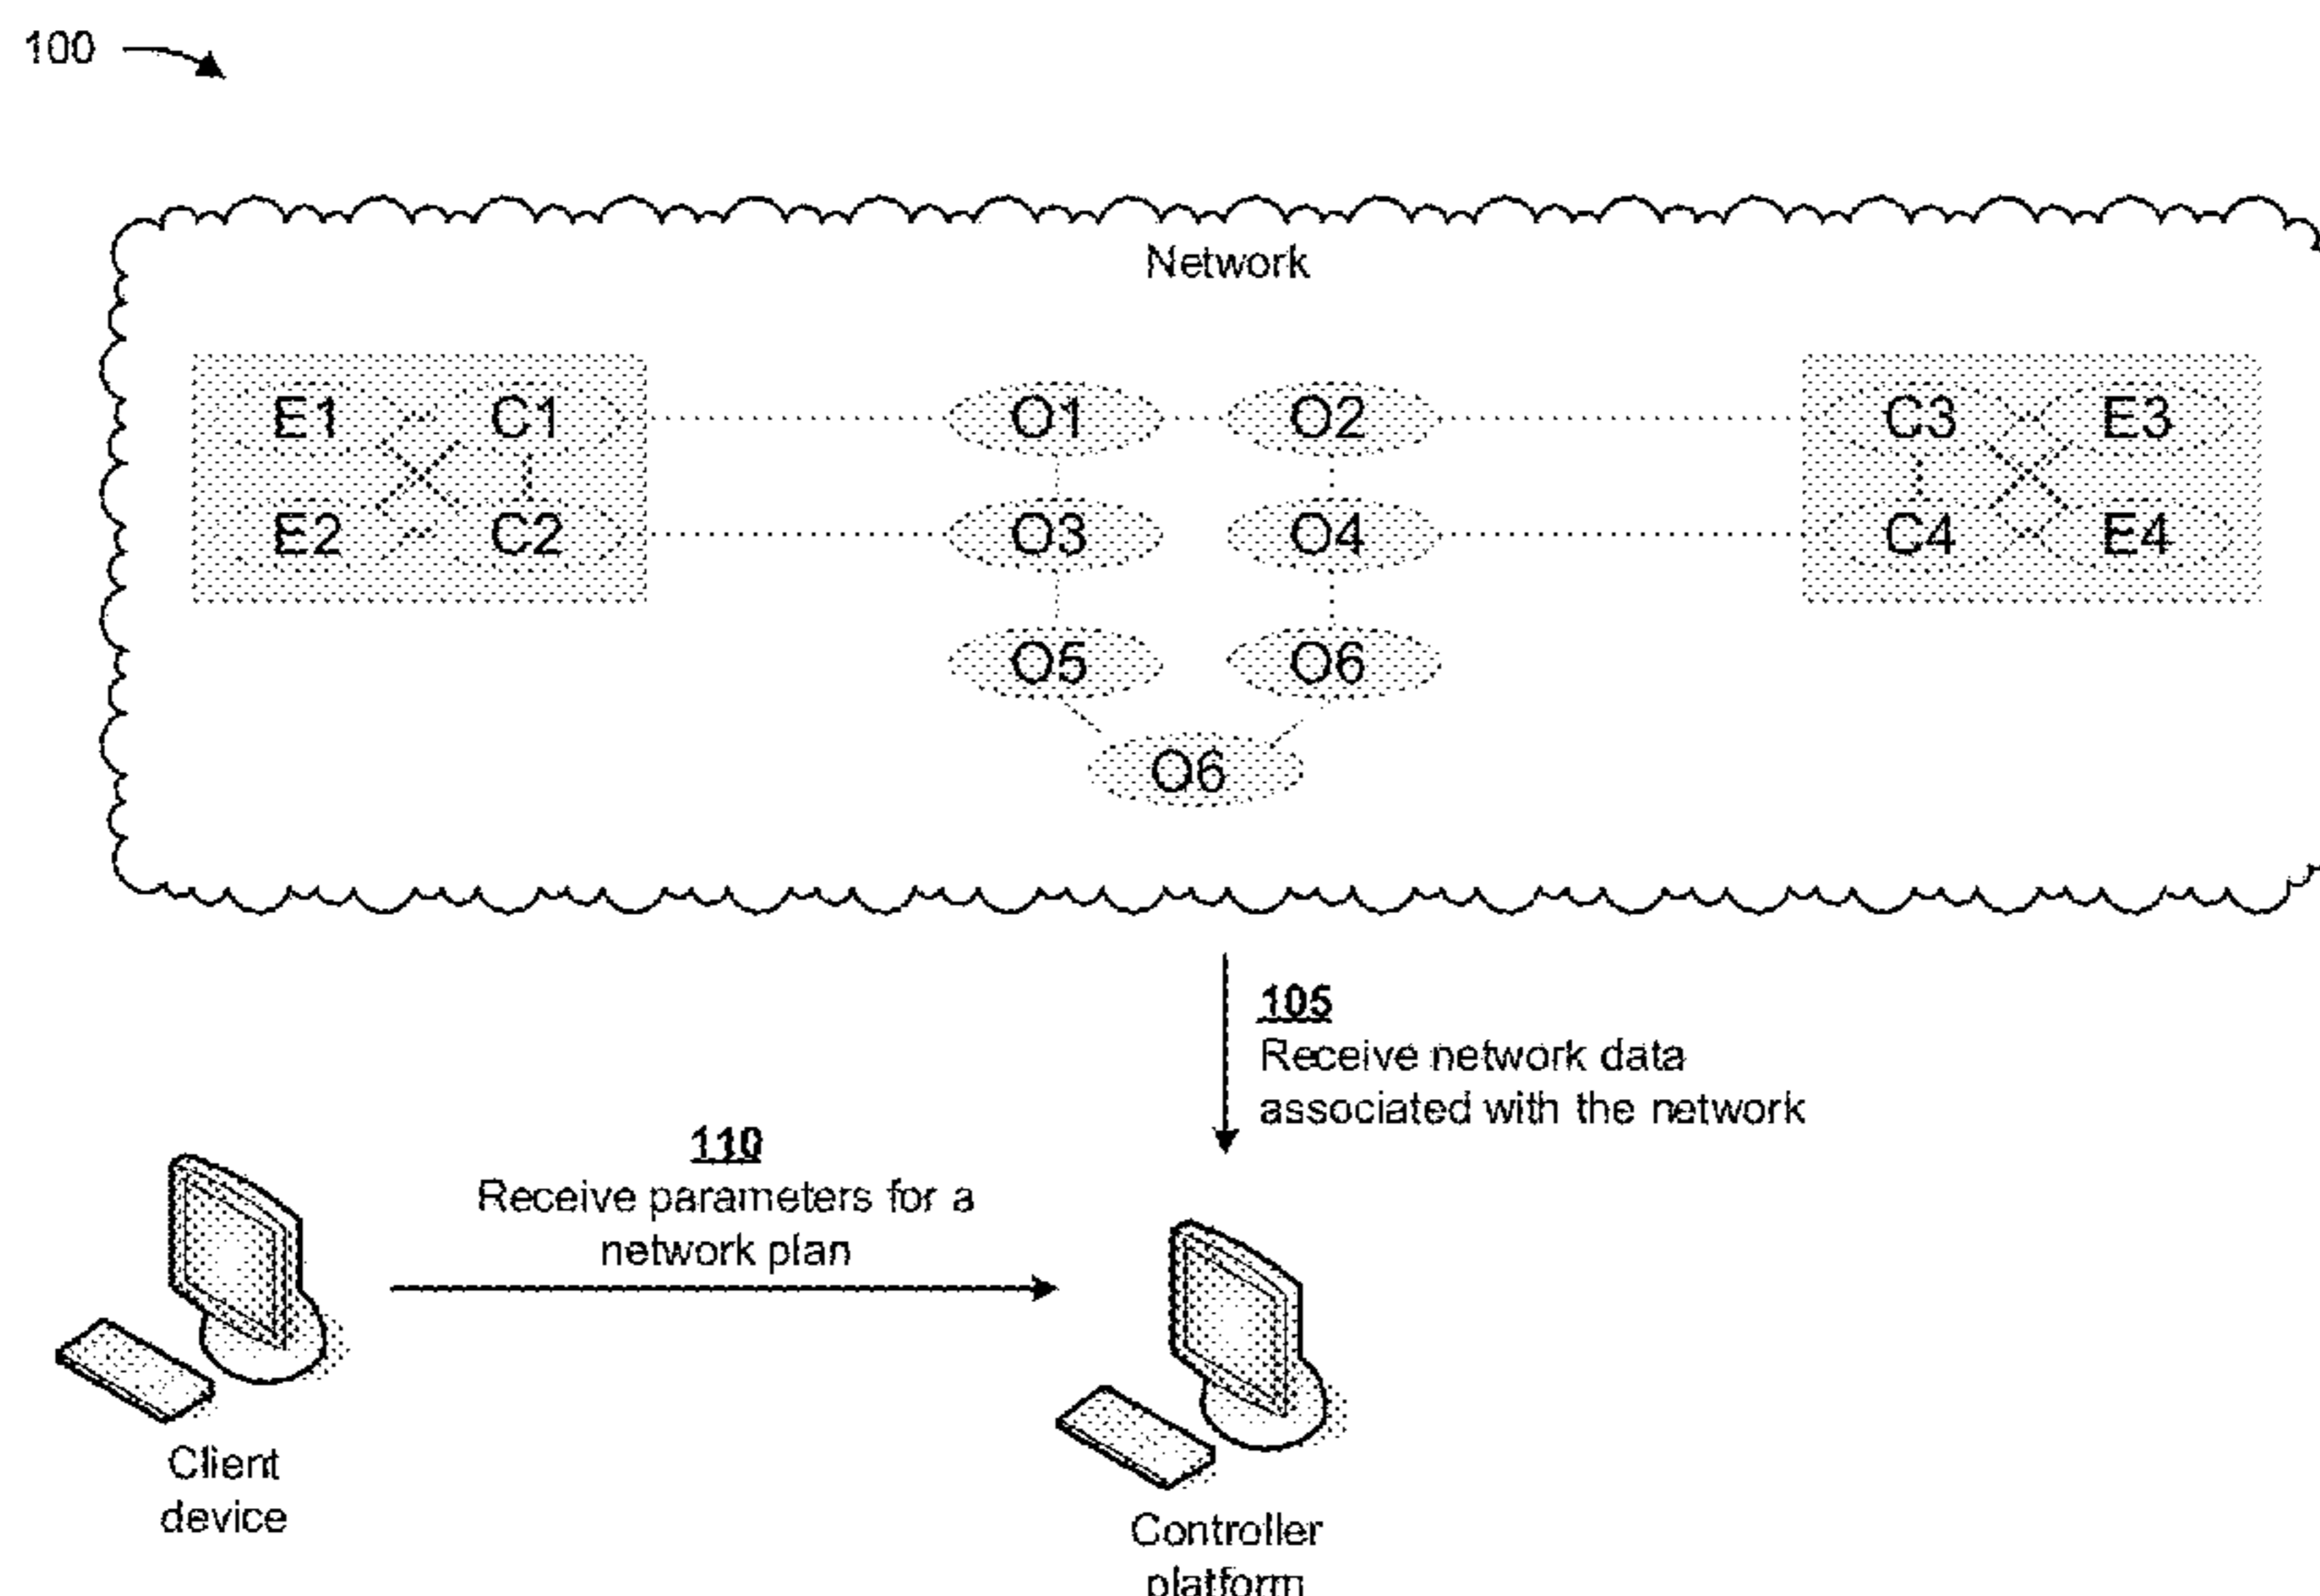 100
Network
E1 C1 O1 O2 C3 E3
E2 C2 O3 O4 C4 E4
O5 O6
O6
105
Receive network data
associated with the network
110
Receive parameters for a
network plan
Client
device
Controller
platform